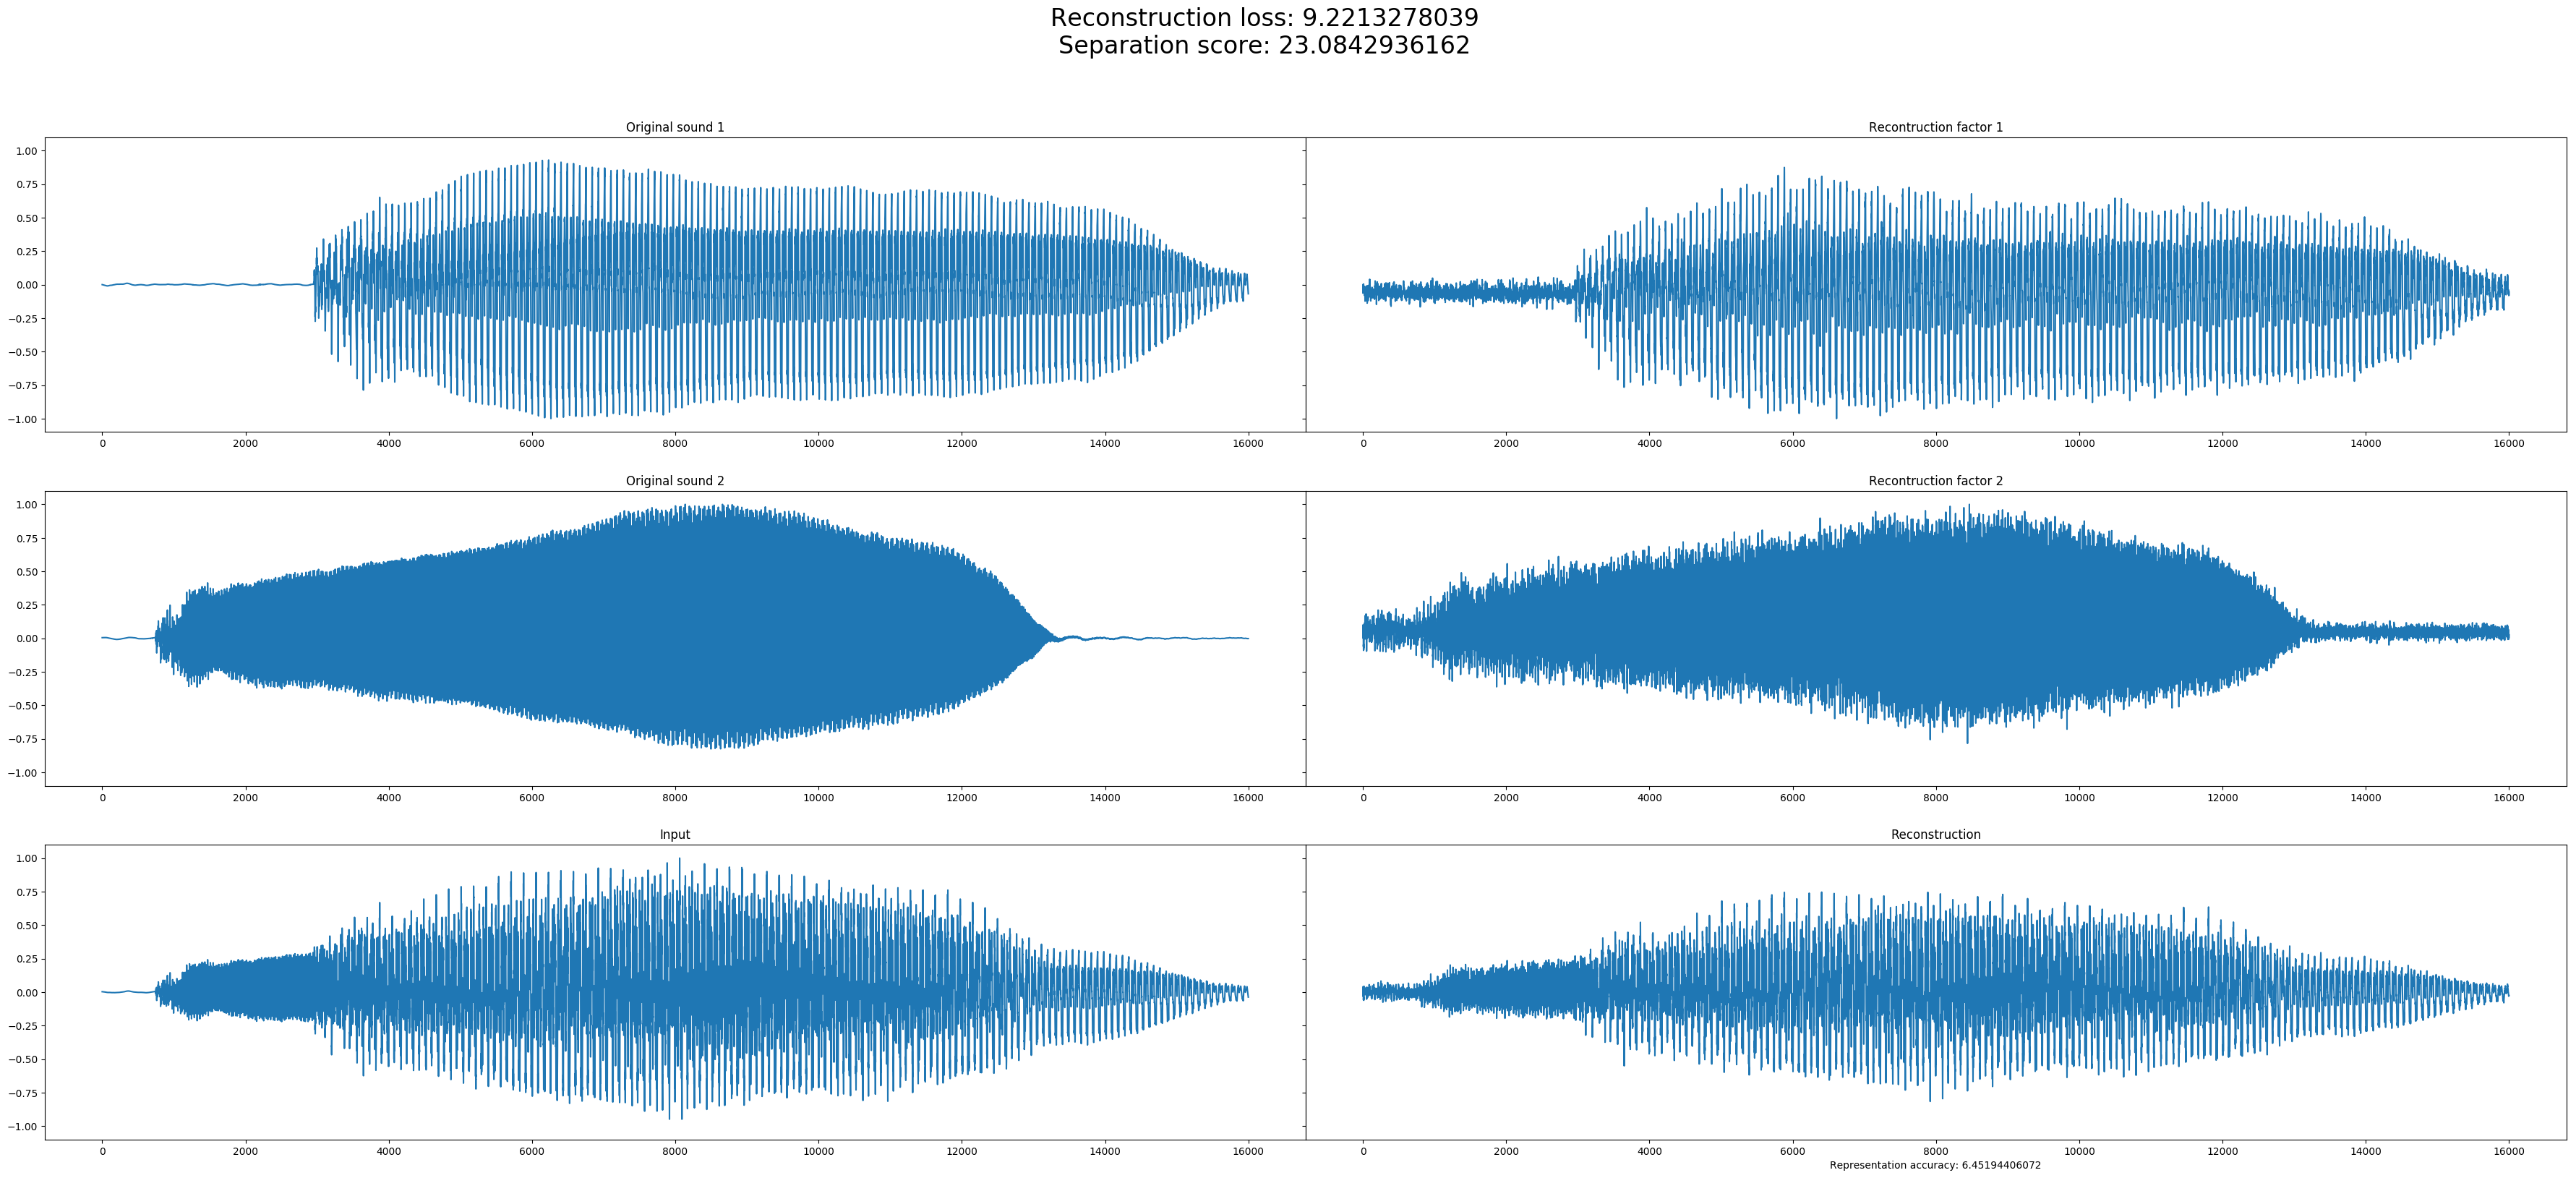 Reconstruction loss: 9.2213278039
Separation score: 23.0842936162
Original sound 1
Recontruction factor 1
1.00
0.75
0.50
0.25
0.00
−0.25
−0.50
−0.75
−1.00
0 2000 4000 6000 8000 10000 12000 14000 16000
0 2000 4000 6000 8000 10000 12000 14000 16000
Original sound 2
Recontruction factor 2
1.00
0.75
0.50
0.25
0.00
−0.25
−0.50
−0.75
−1.00
0 2000 4000 6000 8000 10000 12000 14000 16000
0 2000 4000 6000 8000 10000 12000 14000 16000
Input
Reconstruction
1.00
0.75
0.50
0.25
0.00
−0.25
−0.50
−0.75
−1.00
0 2000 4000 6000 8000 10000 12000 14000 16000
0 2000 4000 6000 8000 10000 12000 14000 16000
Representation accuracy: 6.45194406072